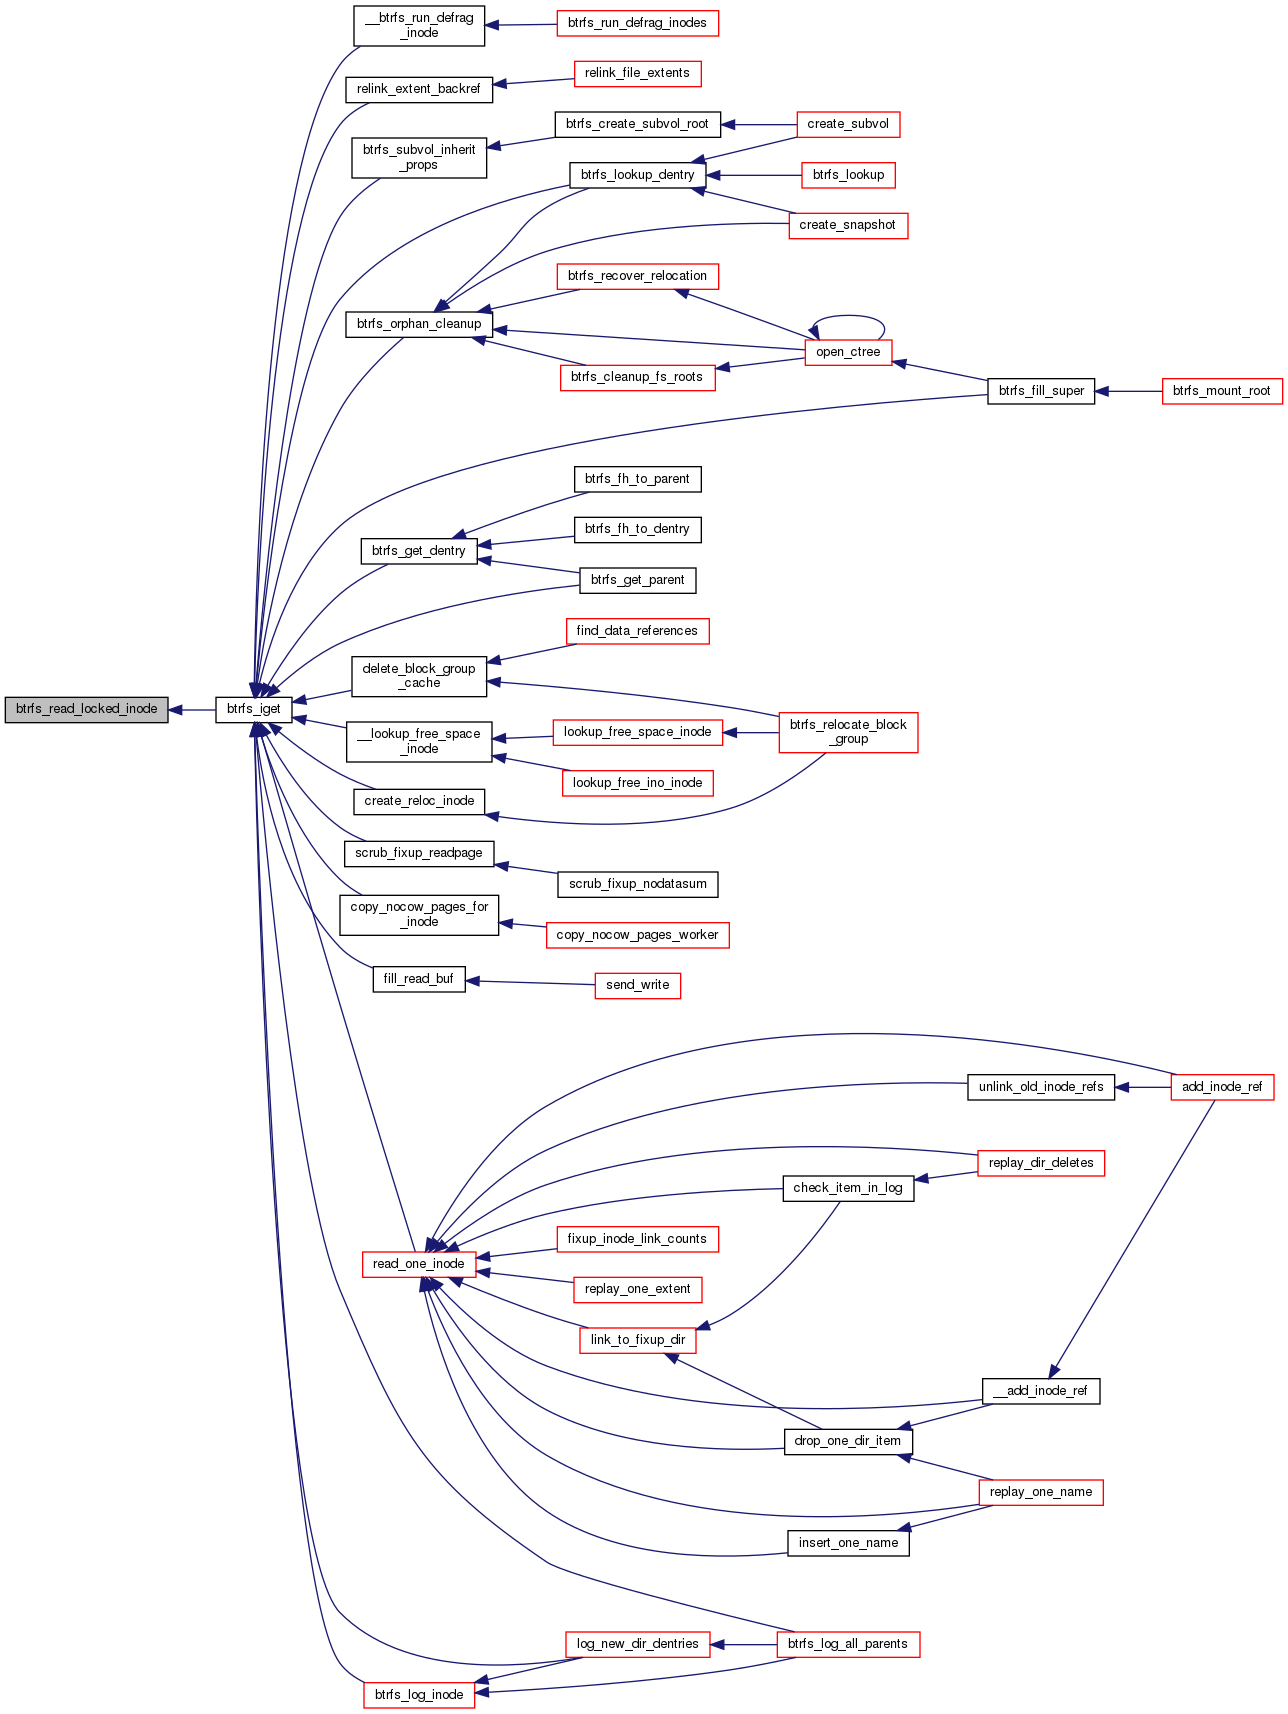 __btrfs_run_defrag
_inode
btrfs_run_defrag_inodes
relink_extent_backref
relink_file_extents
btrfs_subvol_inherit
_props
btrfs_create_subvol_root
create_subvol
btrfs_lookup_dentry
btrfs_lookup
create_snapshot
btrfs_recover_relocation
btrfs_orphan_cleanup
open_ctree
btrfs_cleanup_fs_roots
btrfs_fill_super
btrfs_mount_root
btrfs_fh_to_parent
btrfs_fh_to_dentry
btrfs_get_dentry
btrfs_get_parent
find_data_references
delete_block_group
_cache
btrfs_read_locked_inode
btrfs_iget
__lookup_free_space
_inode
lookup_free_space_inode
btrfs_relocate_block
_group
lookup_free_ino_inode
create_reloc_inode
scrub_fixup_readpage
scrub_fixup_nodatasum
copy_nocow_pages_for
_inode
copy_nocow_pages_worker
fill_read_buf
send_write
unlink_old_inode_refs
add_inode_ref
replay_dir_deletes
check_item_in_log
fixup_inode_link_counts
read_one_inode
replay_one_extent
link_to_fixup_dir
__add_inode_ref
drop_one_dir_item
replay_one_name
insert_one_name
log_new_dir_dentries
btrfs_log_all_parents
btrfs_log_inode